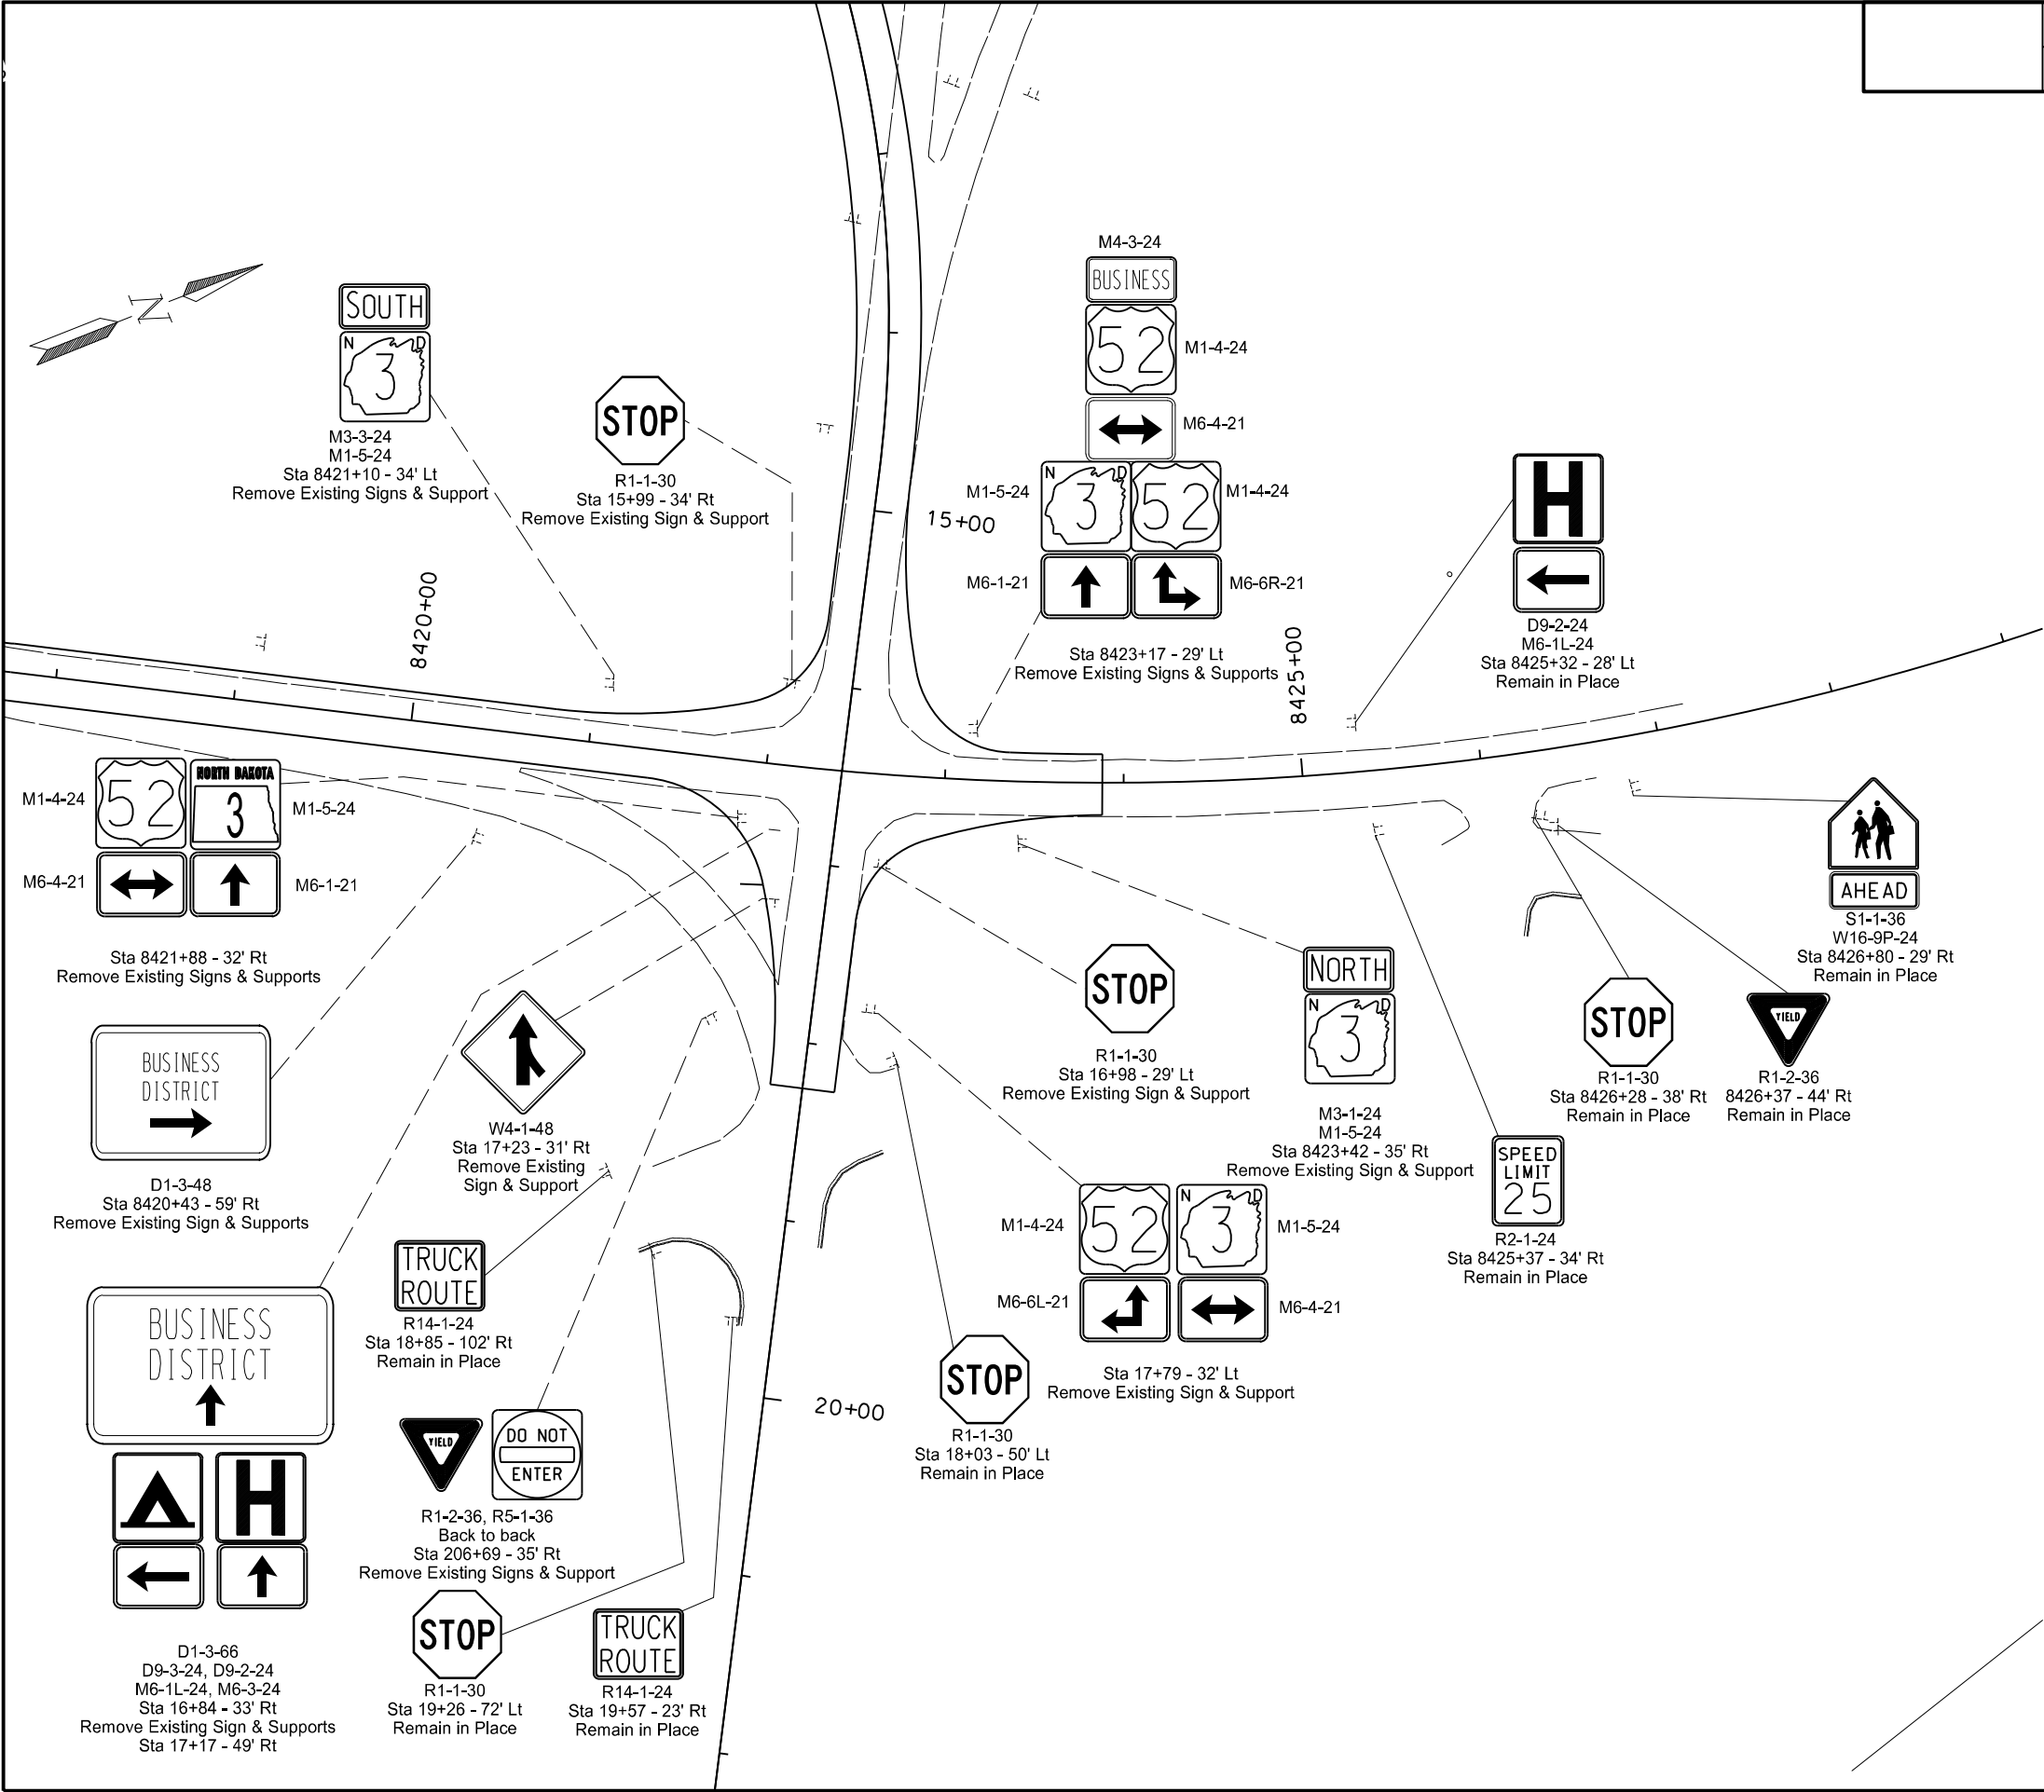 N
SOUTH
N D
3
M3-3-24
M1-5-24
Sta 8421+10 - 34' Lt
Remove Existing Signs & Support
STOP
R1-1-30
Sta 15+99 - 34' Rt
Remove Existing Sign & Support
M4-3-24
BUSINESS
52
M1-4-24
M6-4-21
M1-5-24
N D
3
52
M1-4-24
M6-1-21
M6-6R-21
Sta 8423+17 - 29' Lt
Remove Existing Signs & Supports
H
D9-2-24
M6-1L-24
Sta 8425+32 - 28' Lt
Remain in Place
15+00
8420+00
8425+00
M1-4-24
52
NORTH DAKOTA
3
M1-5-24
M6-4-21
M6-1-21
Sta 8421+88 - 32' Rt
Remove Existing Signs & Supports
AHEAD
S1-1-36
W16-9P-24
Sta 8426+80 - 29' Rt
Remain in Place
BUSINESS
DISTRICT
D1-3-48
Sta 8420+43 - 59' Rt
Remove Existing Sign & Supports
W4-1-48
Sta 17+23 - 31' Rt
Remove Existing
Sign & Support
STOP
R1-1-30
Sta 16+98 - 29' Lt
Remove Existing Sign & Support
NORTH
N D
3
M3-1-24
M1-5-24
Sta 8423+42 - 35' Rt
Remove Existing Sign & Support
STOP
R1-1-30
Sta 8426+28 - 38' Rt
Remain in Place
YIELD
R1-2-36
8426+37 - 44' Rt
Remain in Place
SPEED
LIMIT
25
R2-1-24
Sta 8425+37 - 34' Rt
Remain in Place
M1-4-24
52
N D
3
M1-5-24
M6-6L-21
M6-4-21
Sta 17+79 - 32' Lt
Remove Existing Sign & Support
TRUCK
ROUTE
R14-1-24
Sta 18+85 - 102' Rt
Remain in Place
STOP
R1-1-30
Sta 18+03 - 50' Lt
Remain in Place
20+00
BUSINESS
DISTRICT
H
D1-3-66
D9-3-24, D9-2-24
M6-1L-24, M6-3-24
Sta 16+84 - 33' Rt
Remove Existing Sign & Supports
Sta 17+17 - 49' Rt
YIELD
DO NOT
ENTER
R1-2-36, R5-1-36
Back to back
Sta 206+69 - 35' Rt
Remove Existing Signs & Support
STOP
R1-1-30
Sta 19+26 - 72' Lt
Remain in Place
TRUCK
ROUTE
R14-1-24
Sta 19+57 - 23' Rt
Remain in Place